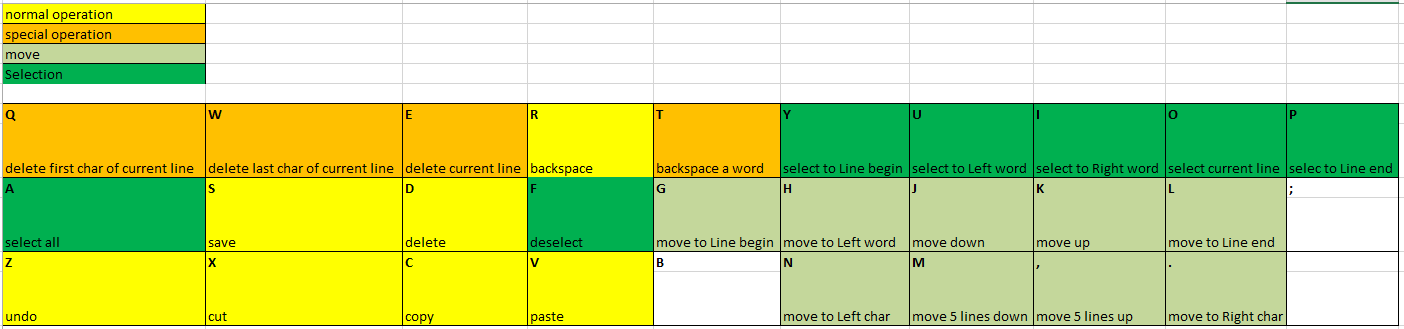 normal operation
special operation
move
Selection
Q W E R T Y U I O P
delete first char of current line delete last char of current line delete current line backspace backspace a word select to Line begin select to Left word select to Right word select current line selec to Line end
A S D F G H J K L ;
select all save delete deselect move to Line begin move to Left word move down move up move to Line end
Z X C V B N M , .
undo cut copy paste move to Left char move 5 lines down move 5 lines up move to Right char